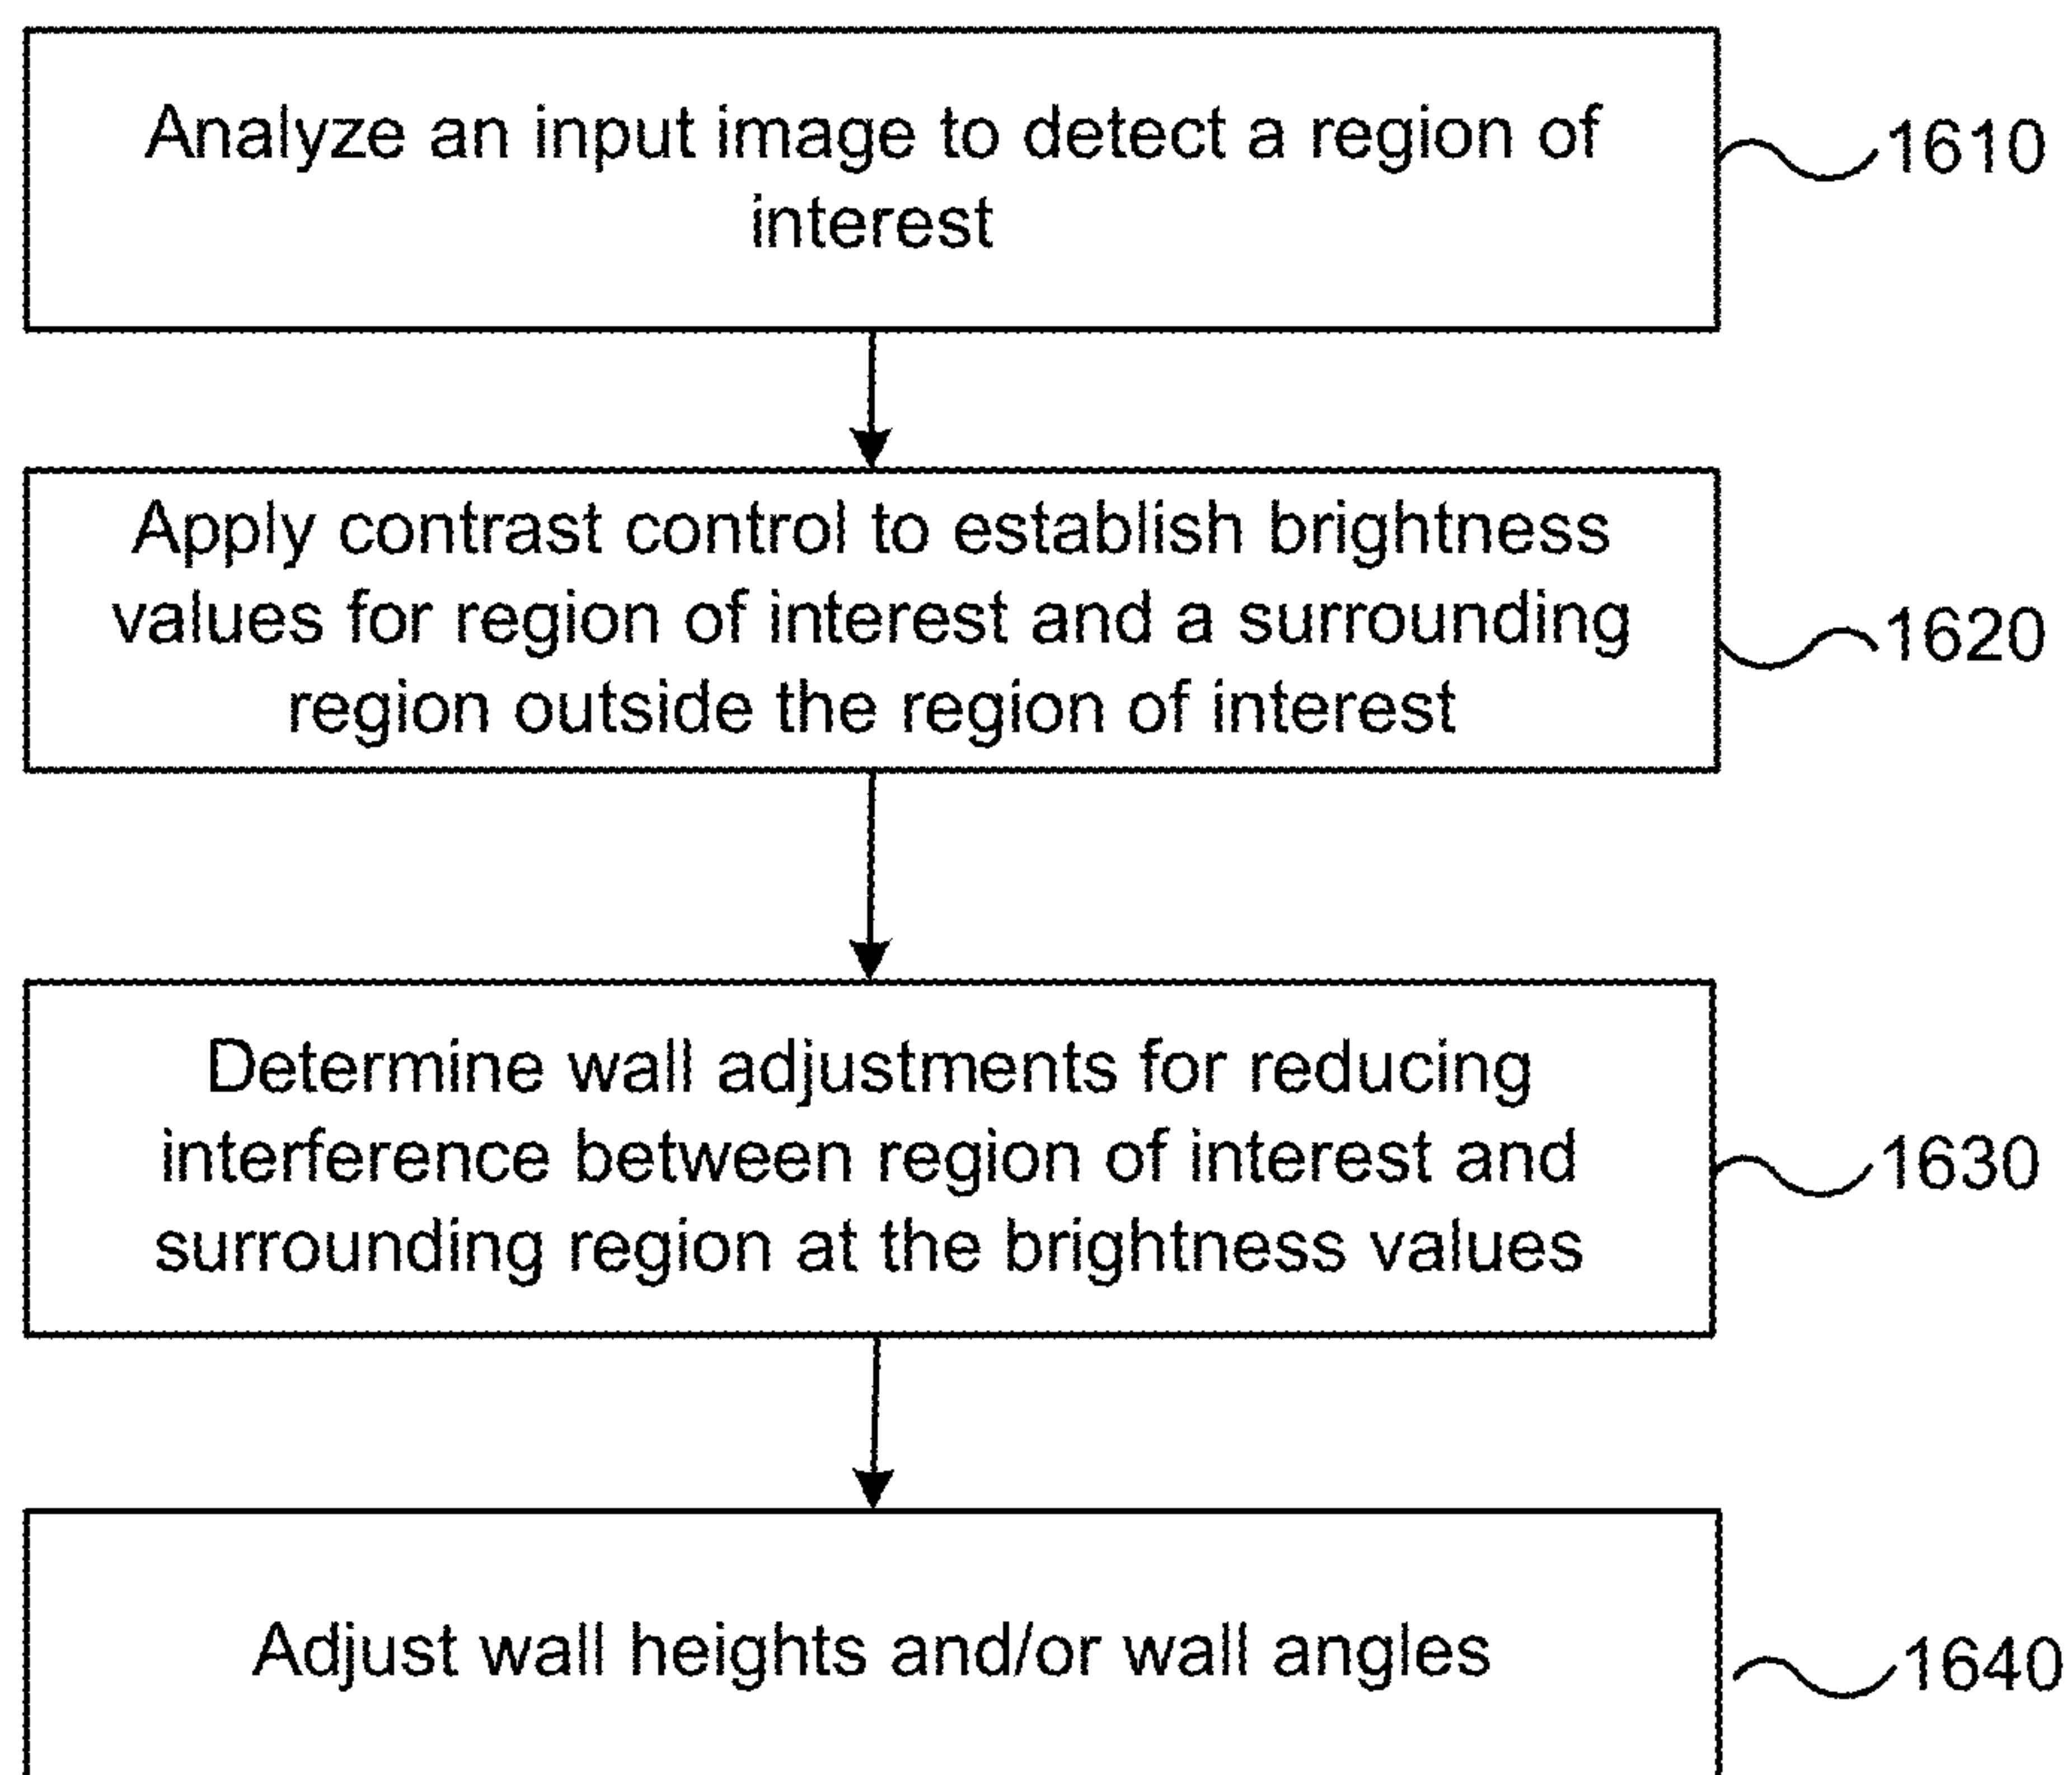 Analyze an input image to detect a region of
interest
1610
Apply contrast control to establish brightness
values for region of interest and a surrounding
region outside the region of interest
1620
Determine wall adjustments for reducing
interference between region of interest and
surrounding region at the brightness values
1630
Adjust wall heights and/or wall angles
1640